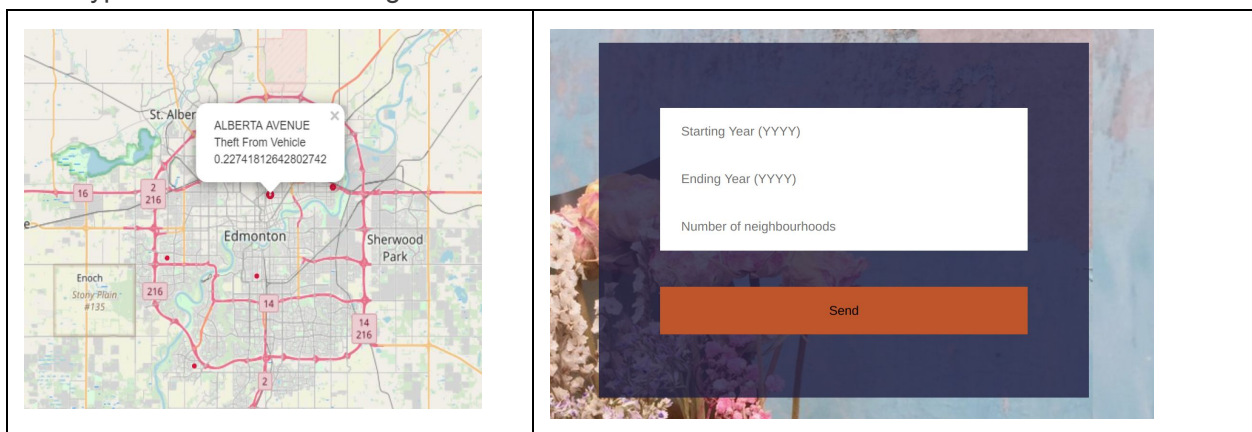 St. Alber
ALBERTA AVENUE
Theft From Vehicle
0.22741812642802742
×
16
2
216
Edmonton
Sherwood
Park
Enoch
Stony Plain
#135
216
14
14
216
2
Starting Year (YYYY)
Ending Year (YYYY)
Number of neighbourhoods
Send